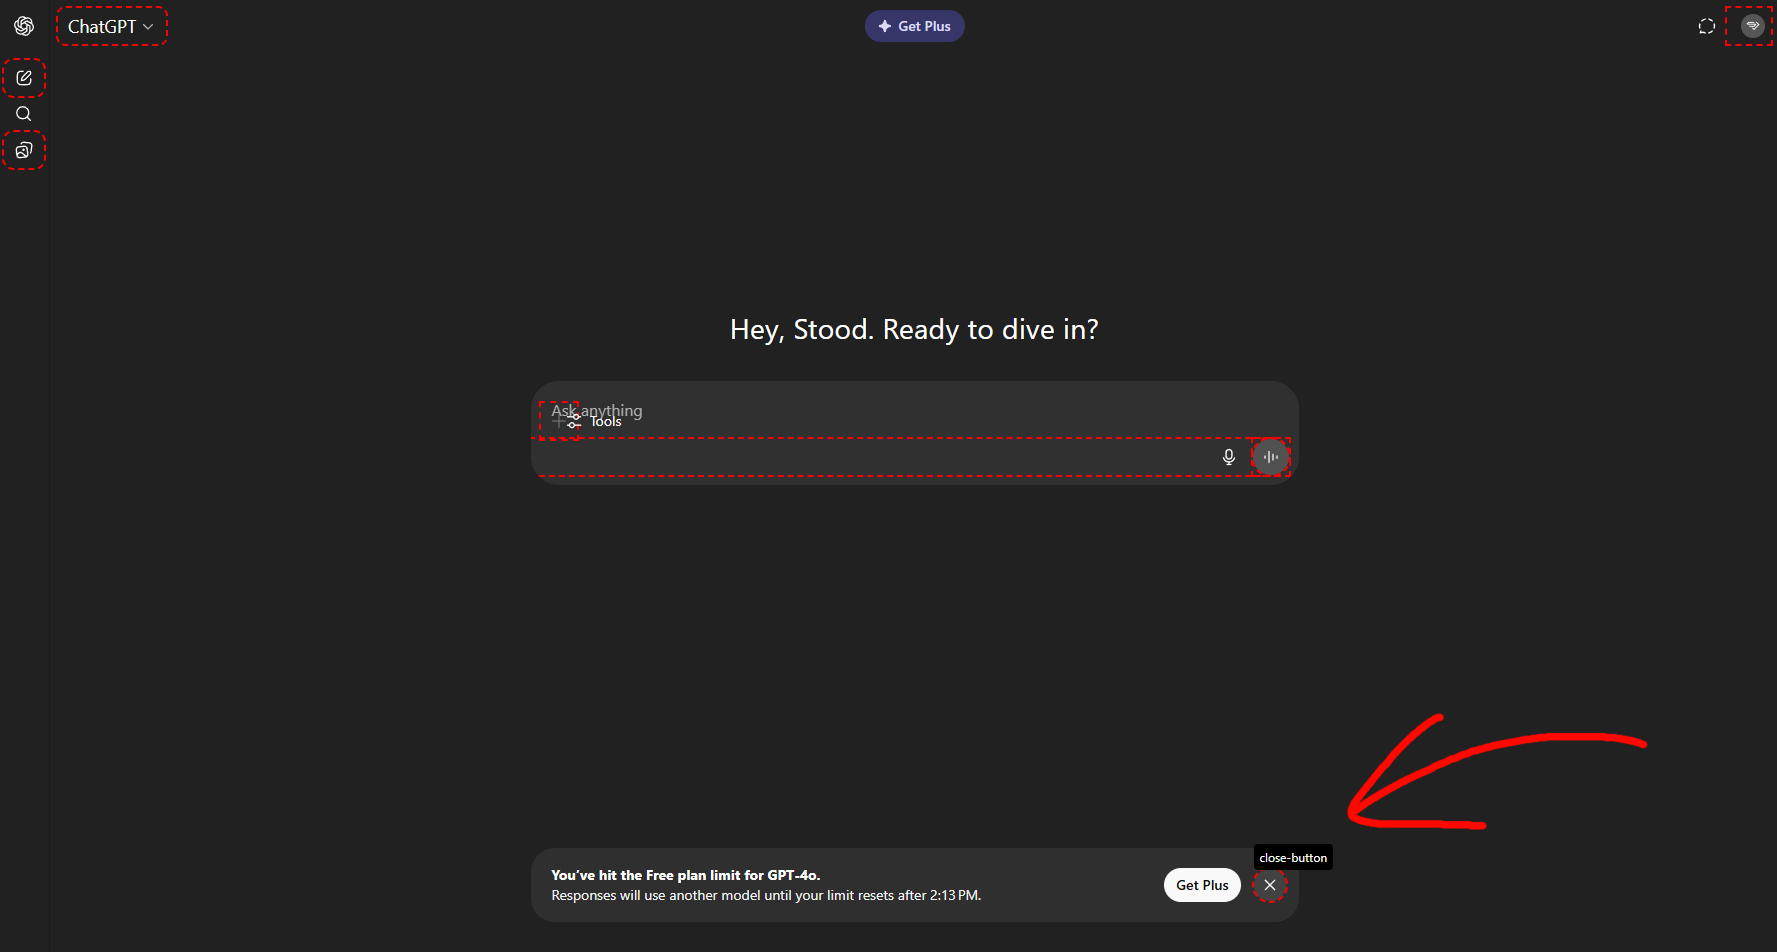 ChatGPT
Get Plus
Hey, Stood. Ready to dive in?
Ask anything
Tools
close-button
You've hit the Free plan limit for GPT-4o.
Responses will use another model until your limit resets after 2:13 PM.
Get Plus